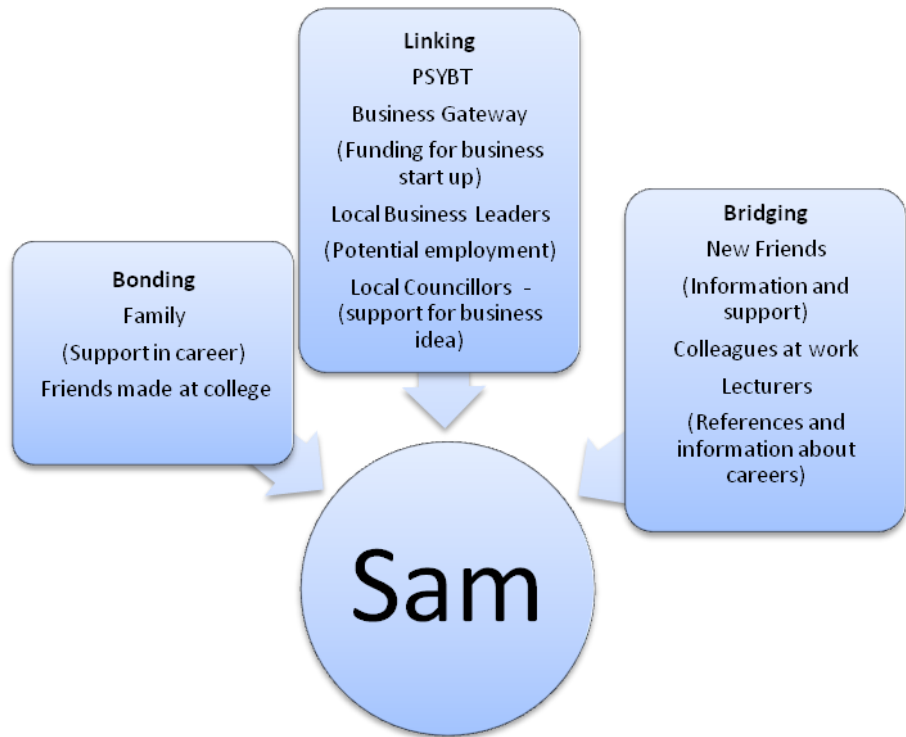 Linking
PSYBT
Business Gateway
(Funding for business
start up)
Local Business Leaders
(Potential employment)
Local Councillors  -
(support for business
idea)
Bonding
Family
(Support in career)
Friends made at college
Bridging
New Friends
(Information and
support)
Colleagues at work
Lecturers
(References and
information about
careers)
Sam